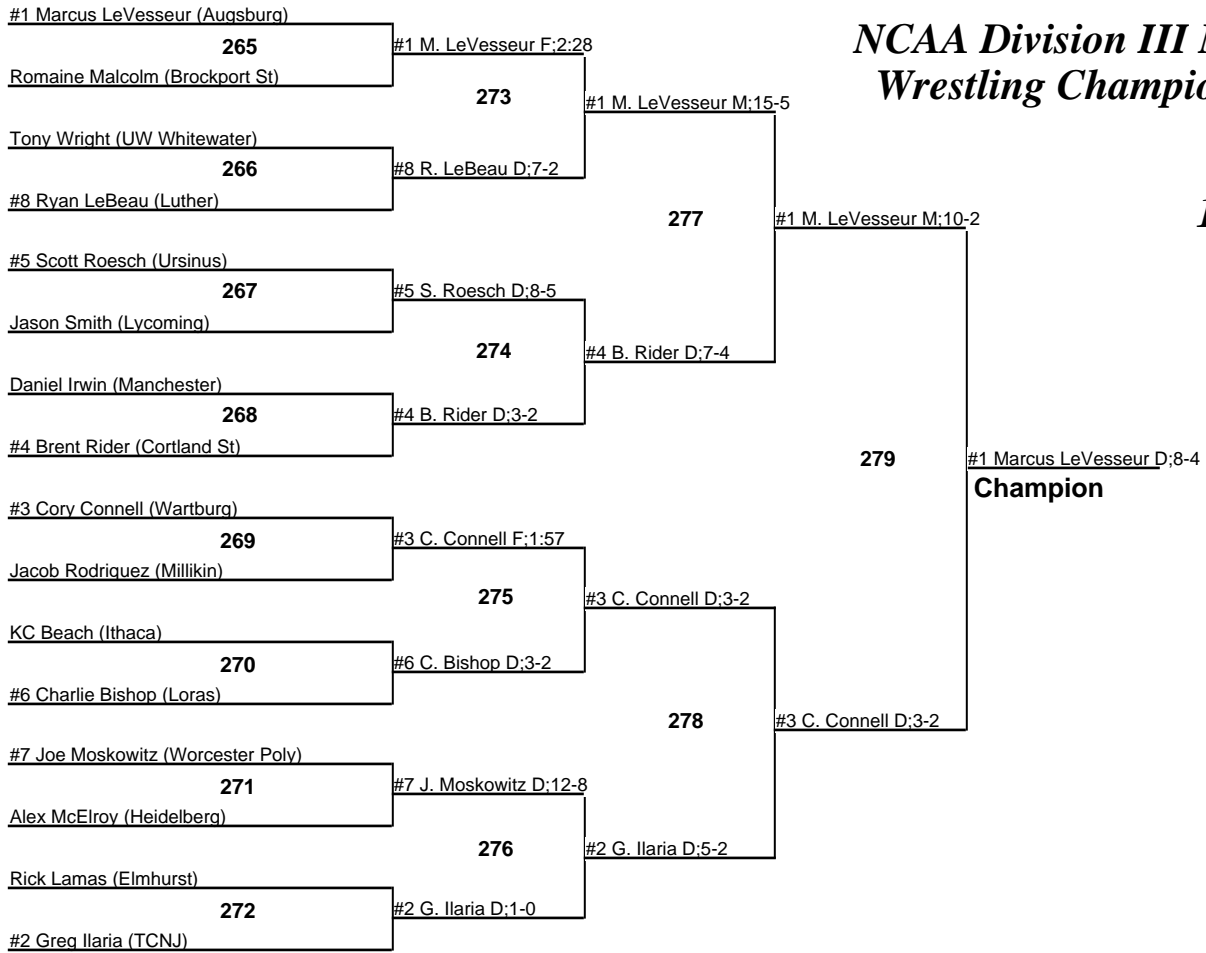 #1 Marcus LeVesseur (Augsburg)
265
Romaine Malcolm (Brockport St)
#1 M. LeVesseur F;2:28
273
Tony Wright (UW Whitewater)
266
#8 Ryan LeBeau (Luther)
#8 R. LeBeau D;7-2
#1 M. LeVesseur M;15-5
277
#5 Scott Roesch (Ursinus)
267
Jason Smith (Lycoming)
#5 S. Roesch D;8-5
274
Daniel Irwin (Manchester)
268
#4 Brent Rider (Cortland St)
#4 B. Rider D;3-2
#4 B. Rider D;7-4
#1 M. LeVesseur M;10-2
279
#3 Cory Connell (Wartburg)
269
Jacob Rodriquez (Millikin)
#3 C. Connell F;1:57
275
KC Beach (Ithaca)
270
#6 Charlie Bishop (Loras)
#6 C. Bishop D;3-2
#3 C. Connell D;3-2
278
#7 Joe Moskowitz (Worcester Poly)
271
Alex McElroy (Heidelberg)
#7 J. Moskowitz D;12-8
276
Rick Lamas (Elmhurst)
272
#2 Greg Ilaria (TCNJ)
#2 G. Ilaria D;1-0
#2 G. Ilaria D;5-2
#3 C. Connell D;3-2
#1 Marcus LeVesseur D;8-4
Champion
NCAA Division III
Wrestling Champio